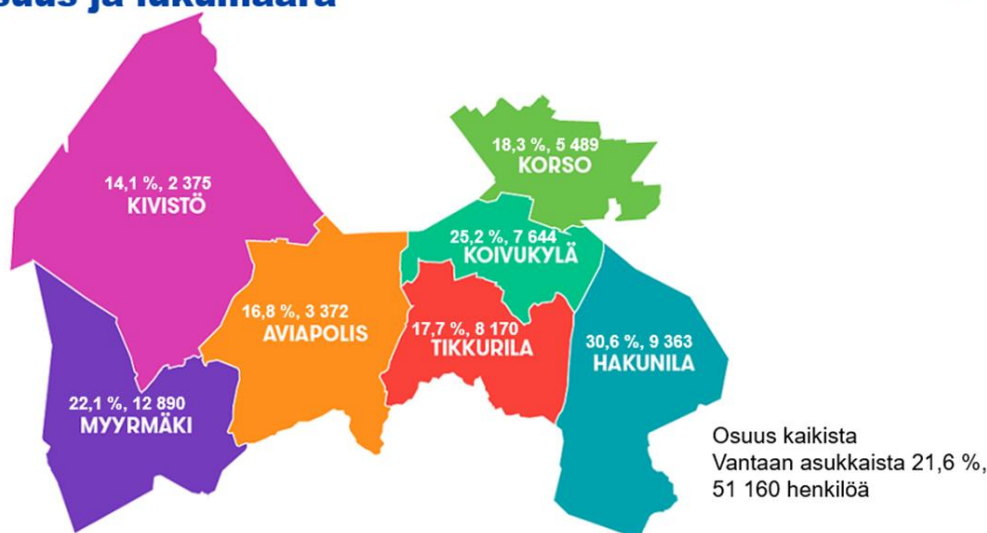 ja lukumäärä
14,1 %, 2 375
KIVISTÖ
18,3 %, 5 489
KORSO
25,2 %, 7 644
KOIVUKYLÄ
16,8 %, 3 372
AVIAPOLIS
17,7 %, 8 170
TIKKURILA
30,6 %, 9 363
HAKUNILA
22,1 %, 12 890
MYYRMÄKI
Osuus kaikista
Vantaan asukkaista 21,6 %,
51 160 henkilöä